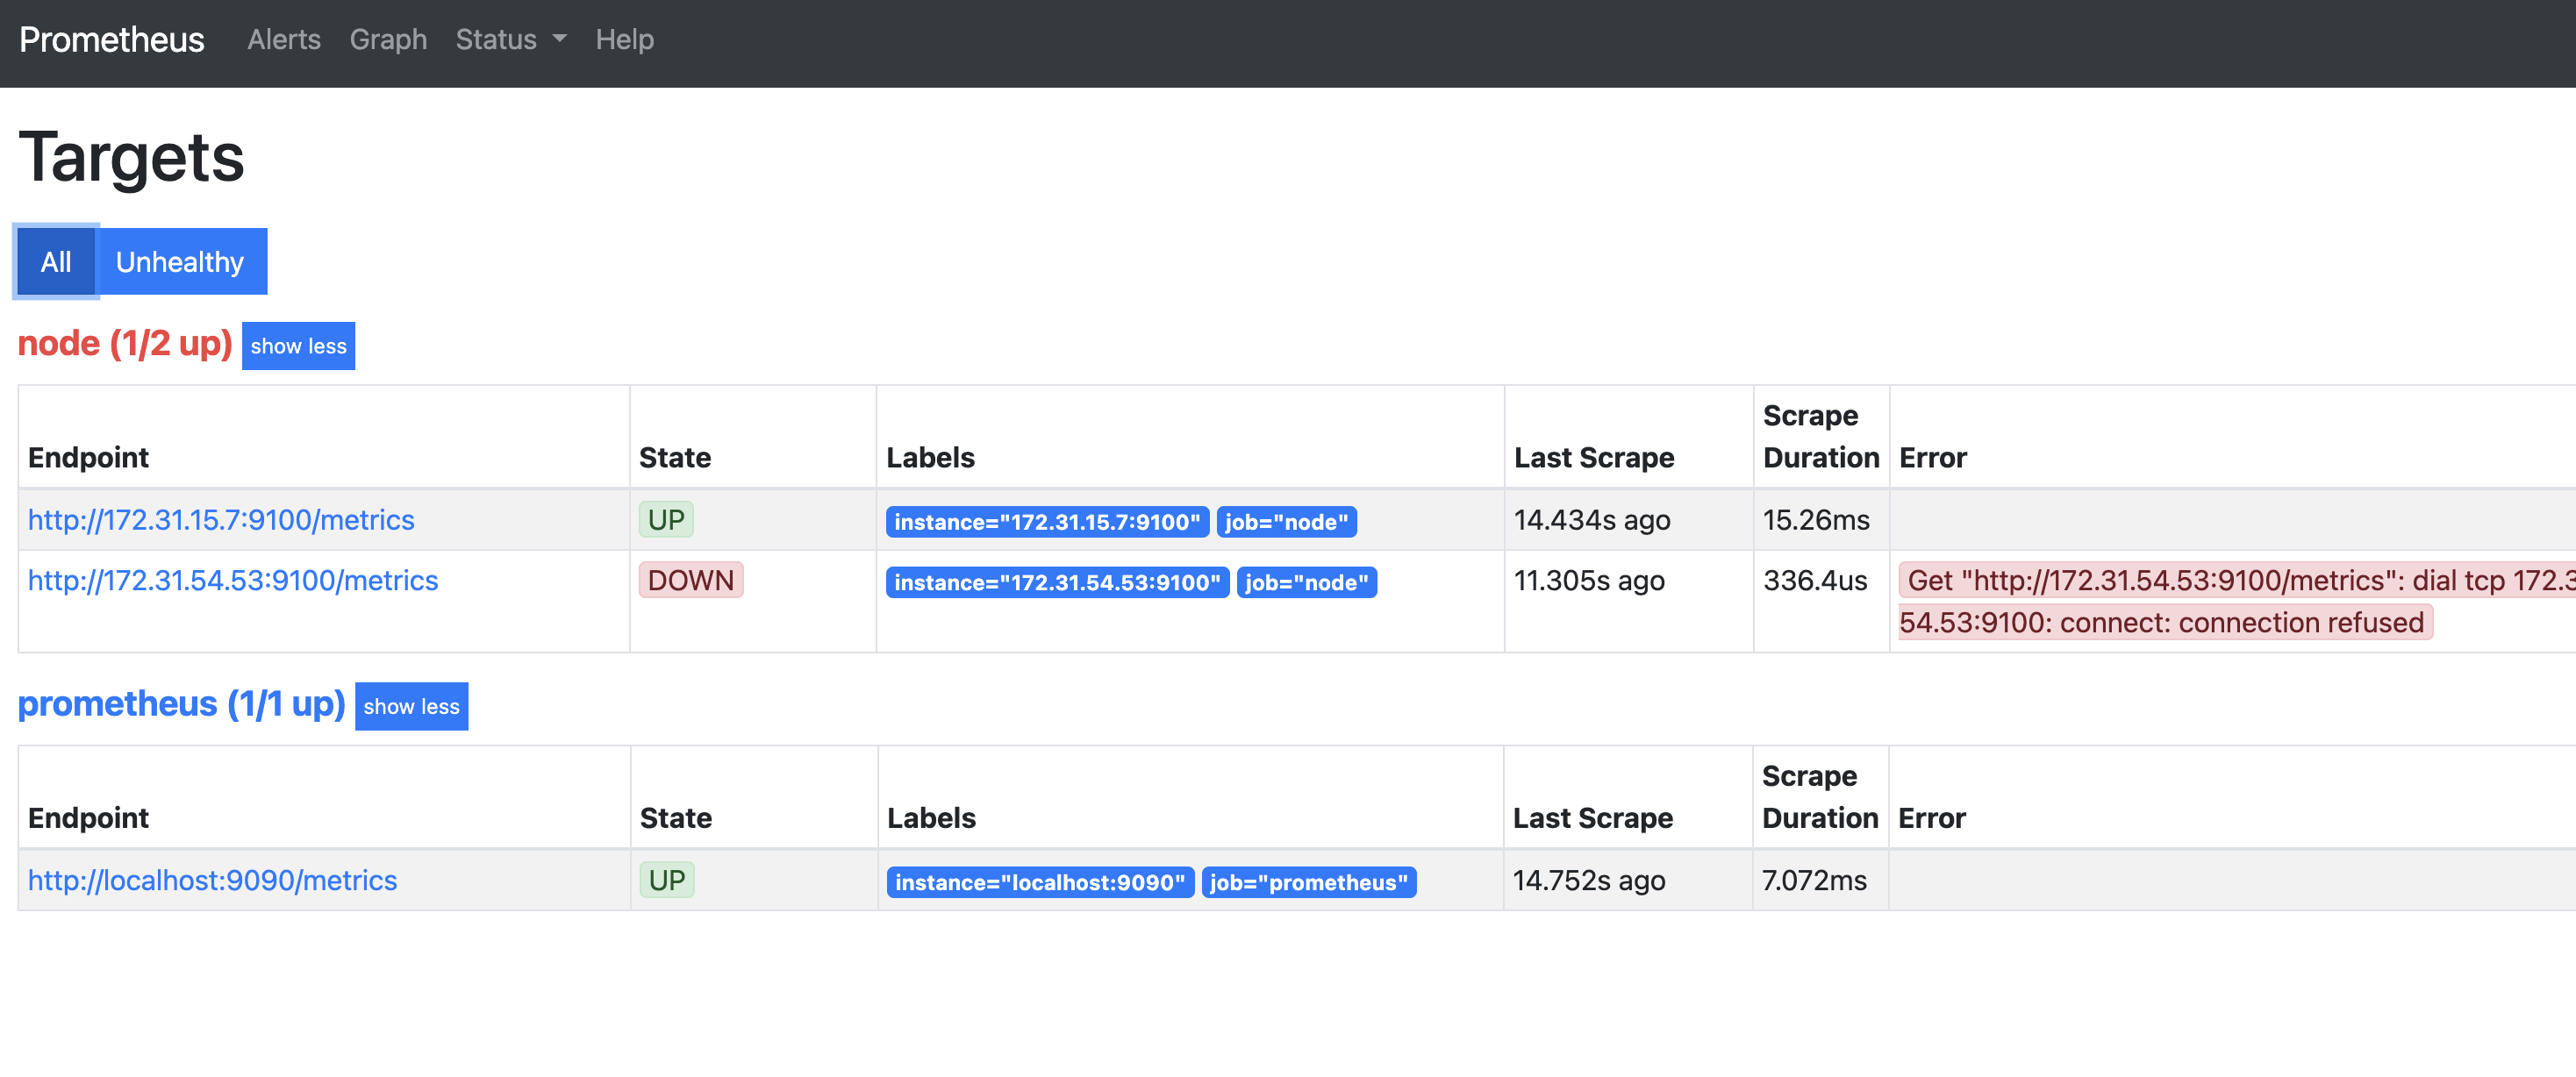 Prometheus Alerts Graph Status Help
Targets
All Unhealthy
node (1/2 up) show less
Endpoint State Labels Last Scrape Scrape Duration Error
http://172.31.15.7:9100/metrics UP instance="172.31.15.7:9100" job="node" 14.434s ago 15.26ms
http://172.31.54.53:9100/metrics DOWN instance="172.31.54.53:9100" job="node" 11.305s ago 336.4us Get "http://172.31.54.53:9100/metrics": dial tcp 172.3
54.53:9100: connect: connection refused
prometheus (1/1 up) show less
Endpoint State Labels Last Scrape Scrape Duration Error
http://localhost:9090/metrics UP instance="localhost:9090" job="prometheus" 14.752s ago 7.072ms